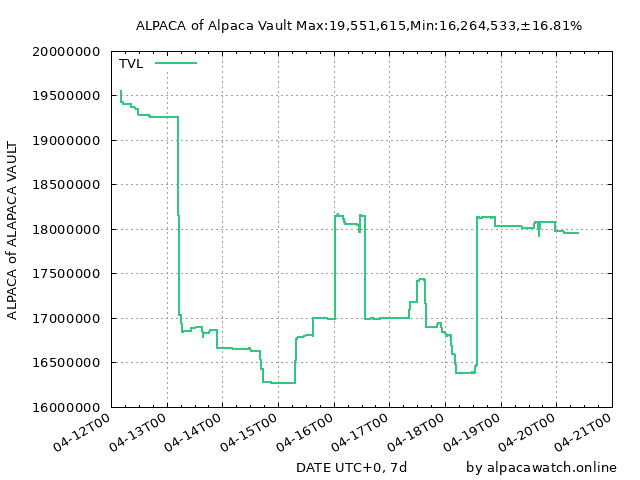 ALPACA of Alpaca Vault Max:19,551,615,Min:16,264,533,±16.81%
20000000
TVL
19500000
19000000
18500000
18000000
17500000
17000000
16500000
16000000
ALPACA of ALAPACA VAULT
04-12T00
04-13T00
04-14T00
04-15T00
04-16T00
04-17T00
04-18T00
04-19T00
04-20T00
04-21T00
DATE UTC+0, 7d
by alpacawatch.online